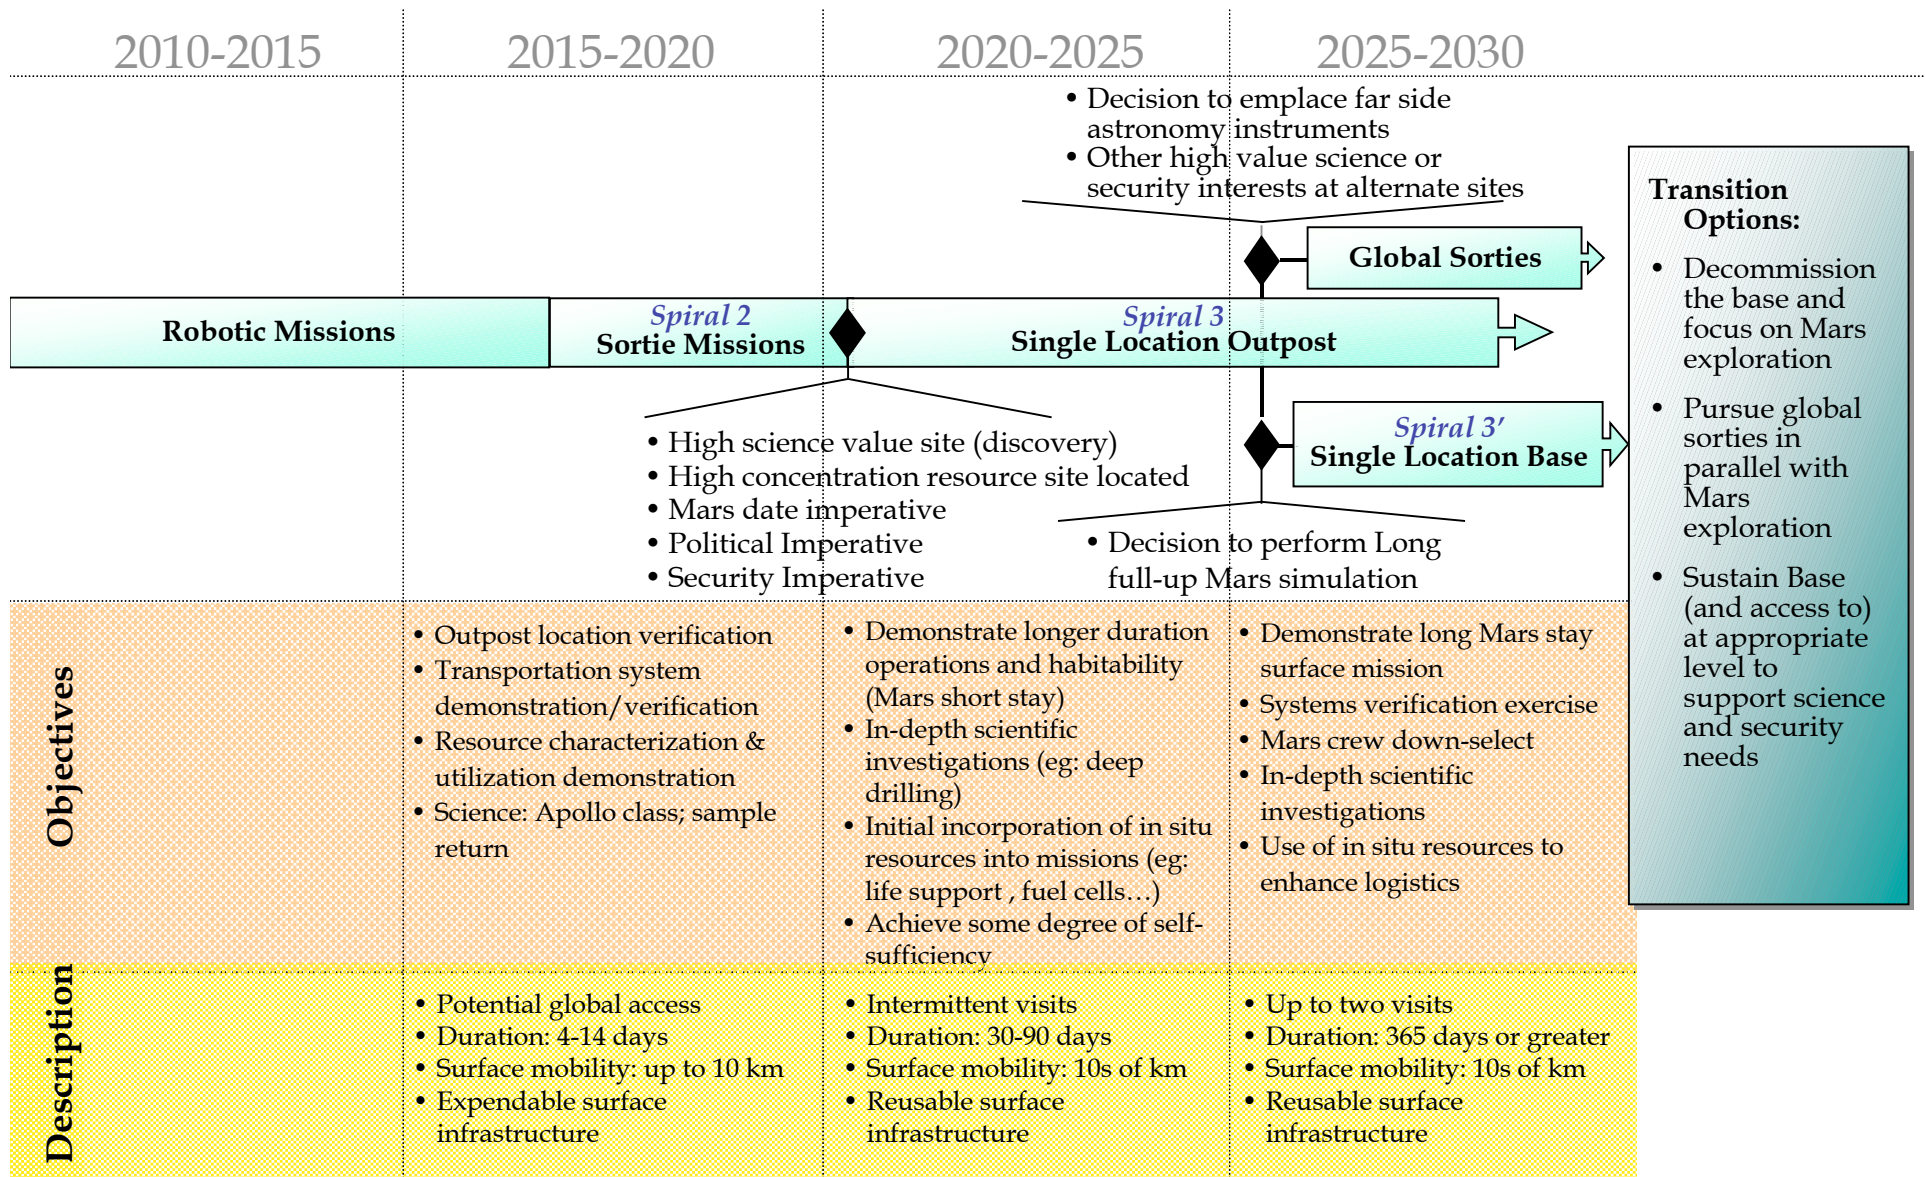 2010-2015
2015-2020
2020-2025
2025-2030
• Decision to emplace far side
astronomy instruments
• Other high value science or
security interests at alternate sites
Global Sorties
Robotic Missions
Spiral 2
Sortie Missions
Spiral 3
Single Location Outpost
Spiral 3’
Single Location Base
• High science value site (discovery)
• High concentration resource site located
• Mars date imperative
• Political Imperative
• Security Imperative
• Decision to perform Long
full-up Mars simulation
Transition
Options:
• Decommission
the base and
focus on Mars
exploration
• Pursue global
sorties in
parallel with
Mars
exploration
• Sustain Base
(and access to)
at appropriate
level to
support science
and security
needs
Objectives
• Outpost location verification
• Transportation system
demonstration/verification
• Resource characterization &
utilization demonstration
• Science: Apollo class; sample
return
• Demonstrate longer duration
operations and habitability
(Mars short stay)
• In-depth scientific
investigations (eg: deep
drilling)
• Initial incorporation of in situ
resources into missions (eg:
life support , fuel cells…)
• Achieve some degree of self-
sufficiency
• Demonstrate long Mars stay
surface mission
• Systems verification exercise
• Mars crew down-select
• In-depth scientific
investigations
• Use of in situ resources to
enhance logistics
Description
• Potential global access
• Duration: 4-14 days
• Surface mobility: up to 10 km
• Expendable surface
infrastructure
• Intermittent visits
• Duration: 30-90 days
• Surface mobility: 10s of km
• Reusable surface
infrastructure
• Up to two visits
• Duration: 365 days or greater
• Surface mobility: 10s of km
• Reusable surface
infrastructure